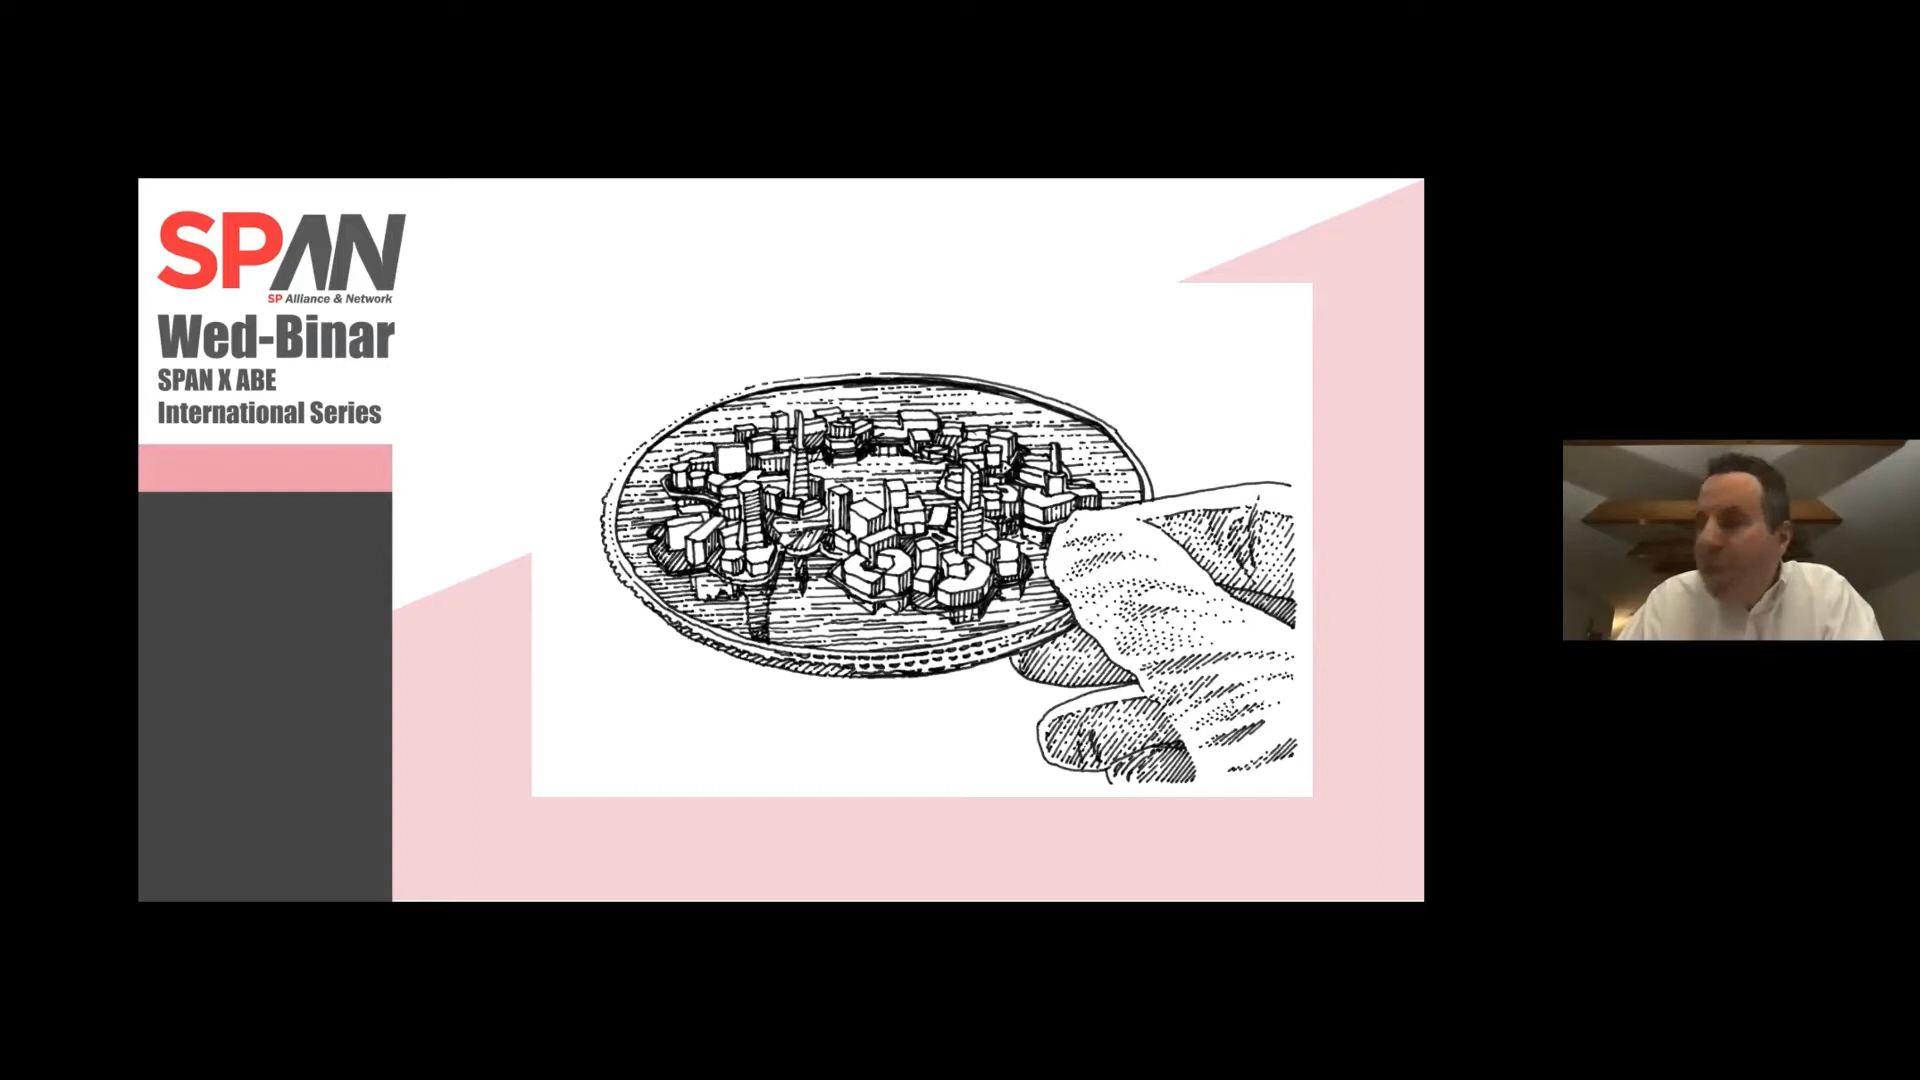 SPAN
SP Alliance & Network
Wed-Binar
SPAN X ABE
International Series